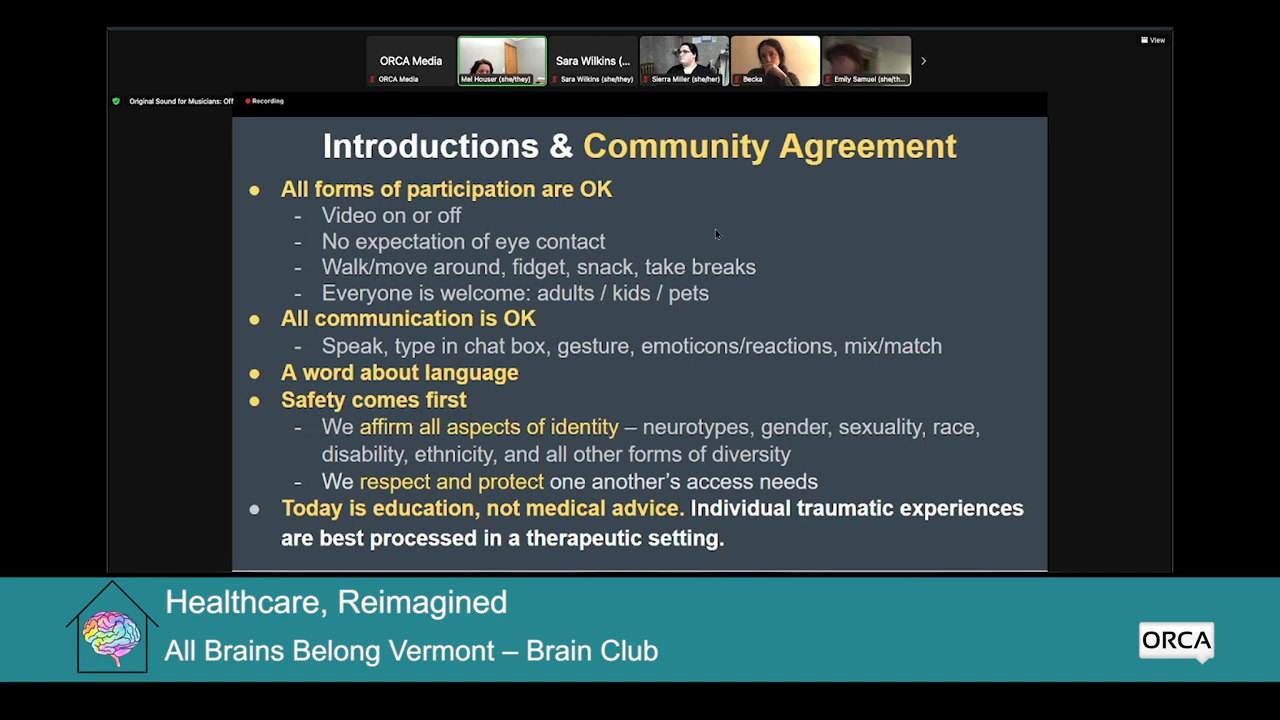 View
ORCA Media
ORCA Media
Mel Houser (she/they)
Sara Wilkins (...
Sara Wilkins (she/they)
Sierra Miller (she/her)
Becka
Emily Samuel (she/th...
Original Sound for Musicians: Off
Recording
Introductions & Community Agreement
● All forms of participation are OK
- Video on or off
- No expectation of eye contact
- Walk/move around, fidget, snack, take breaks
- Everyone is welcome: adults / kids / pets
● All communication is OK
- Speak, type in chat box, gesture, emoticons/reactions, mix/match
● A word about language
● Safety comes first
- We affirm all aspects of identity – neurotypes, gender, sexuality, race,
disability, ethnicity, and all other forms of diversity
- We respect and protect one another's access needs
● Today is education, not medical advice. Individual traumatic experiences
are best processed in a therapeutic setting.
Healthcare, Reimagined
All Brains Belong Vermont – Brain Club
ORCA